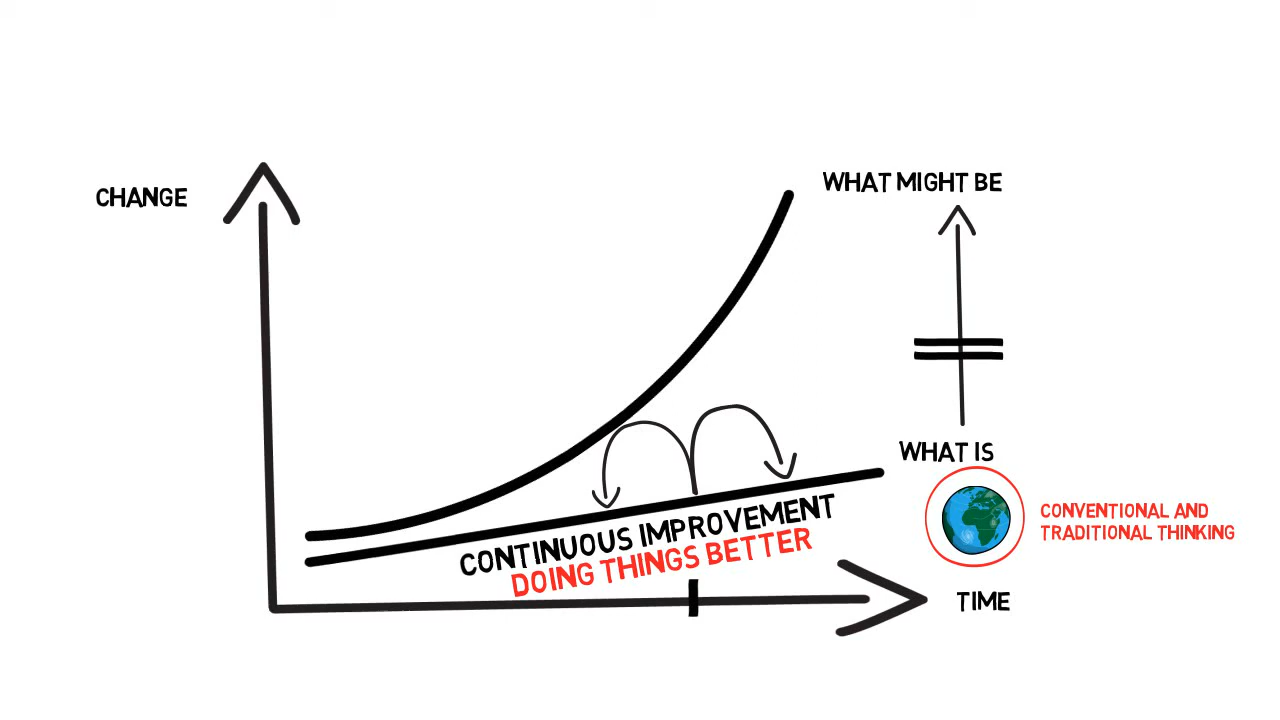 CHANGE
WHAT MIGHT BE
WHAT IS
CONTINUOUS IMPROVEMENT
DOING THINGS BETTER
CONVENTIONAL AND
TRADITIONAL THINKING
TIME